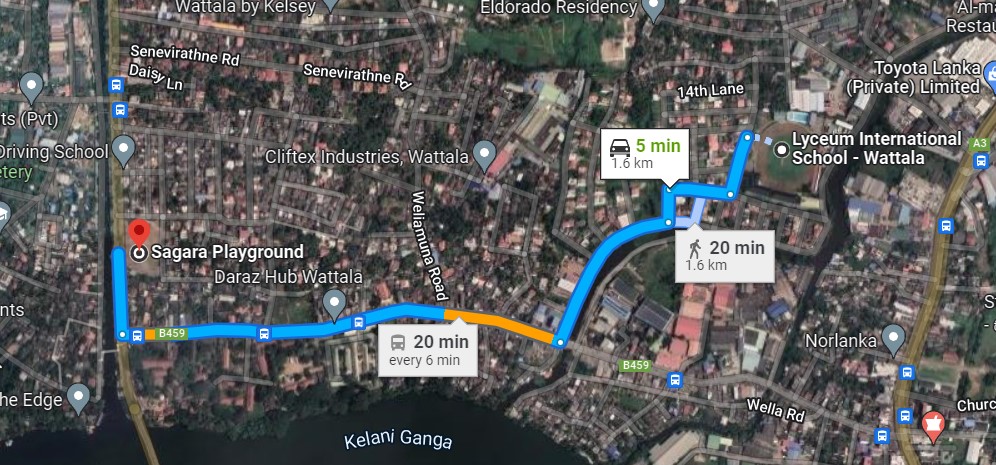 Wattala by Kelsey
Eldorado Residency
Al-ma
Restau
Senevirathne Rd
Daisy Ln
Senevirathne Rd
14th Lane
Toyota Lanka
(Private) Limited
ts (Pvt)
Driving School
etery
Cliftex Industries, Wattala
5 min
1.6 km
Lyceum International
School - Wattala
A3
Sagara Playground
Daraz Hub Wattala
20 min
1.6 km
nts
B459
20 min
every 6 min
B459
Norlanka
he Edge
Wella Rd
Churc
Kelani Ganga